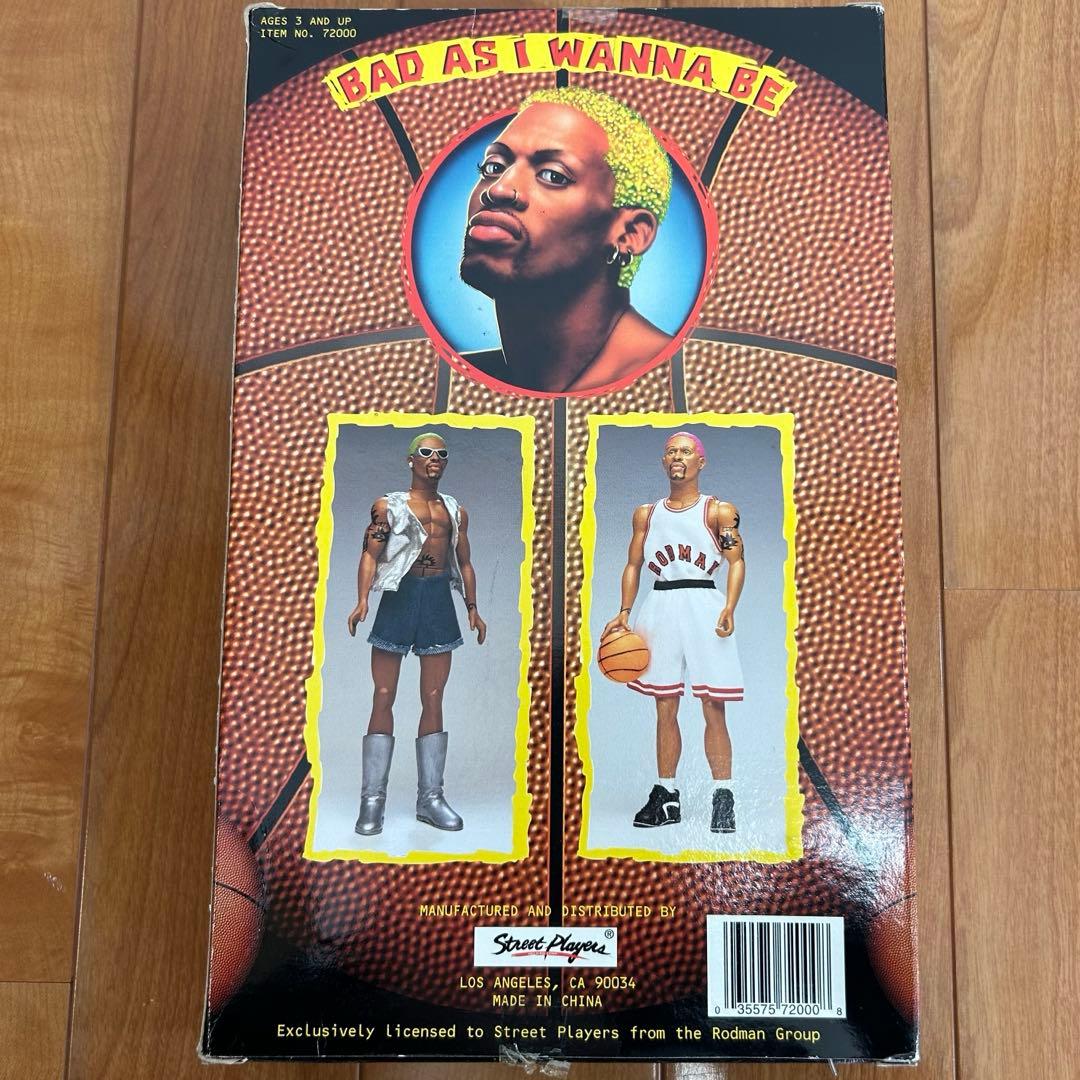 AGES 3 AND UP
ITEM NO. 72000
BAD AS I WANNA BE
RODMAN
MANUFACTURED AND DISTRIBUTED BY
Street Players®
LOS ANGELES, CA 90034
MADE IN CHINA
0 35575 72000 8
Exclusively licensed to Street Players from the Rodman Group